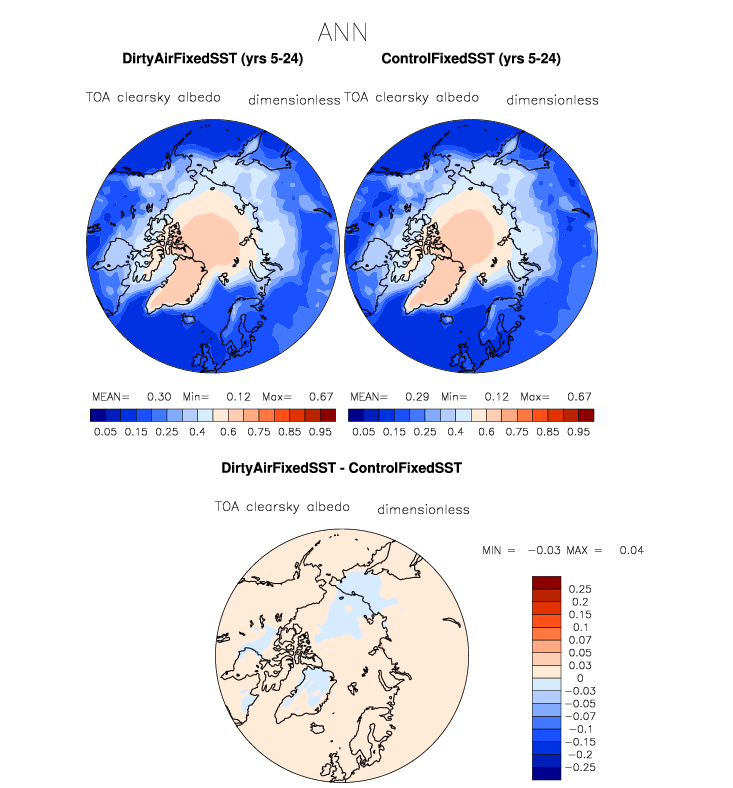 ANN
DirtyAirFixedSST (yrs 5-24) ControlFixedSST (yrs 5-24)
TOA clearsky albedo dimensionless TOA clearsky albedo dimensionless
MEAN= 0.30 Min= 0.12 Max= 0.67 MEAN= 0.29 Min= 0.12 Max= 0.67
0.05 0.15 0.25 0.4 0.6 0.75 0.85 0.95 0.05 0.15 0.25 0.4 0.6 0.75 0.85 0.95
DirtyAirFixedSST - ControlFixedSST
TOA clearsky albedo dimensionless
MIN = -0.03 MAX = 0.04
0.25
0.2
0.15
0.1
0.07
0.05
0.03
0
-0.03
-0.05
-0.07
-0.1
-0.15
-0.2
-0.25